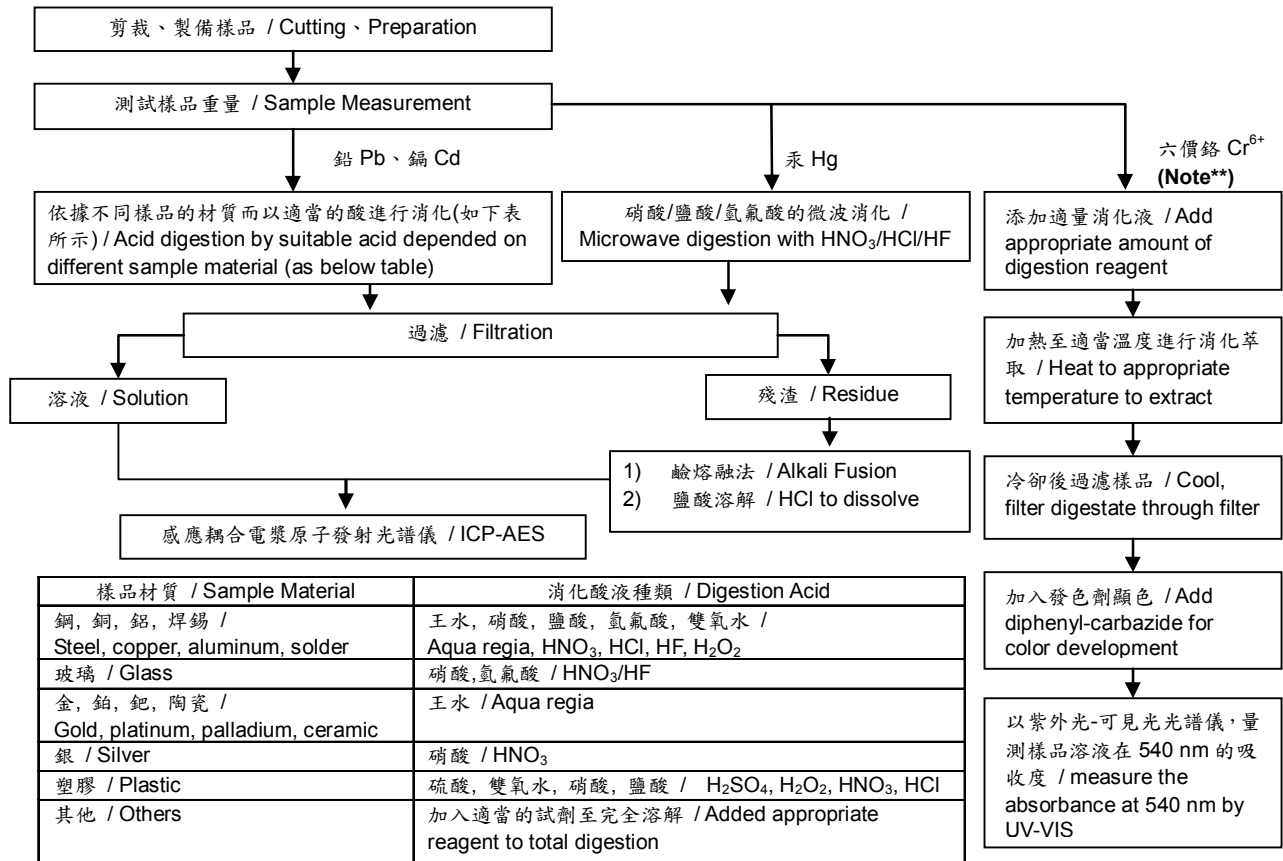 剪裁、製備樣品 / Cutting、Preparation
測試樣品重量 / Sample Measurement
鉛 Pb、鎘 Cd
汞 Hg
六價鉻 Cr⁶⁺
(Note**)
依據不同樣品的材質而以適當的酸進行消化(如下表
所示) / Acid digestion by suitable acid depended on
different sample material (as below table)
硝酸/鹽酸/氫氟酸的微波消化 /
Microwave digestion with HNO₃/HCl/HF
添加適量消化液 / Add
appropriate amount of
digestion reagent
過濾 / Filtration
加熱至適當溫度進行消化萃
取 / Heat to appropriate
temperature to extract
溶液 / Solution
殘渣 / Residue
1) 鹼熔融法 / Alkali Fusion
2) 鹽酸溶解 / HCl to dissolve
冷卻後過濾樣品 / Cool,
filter digestate through filter
感應耦合電漿原子發射光譜儀 / ICP-AES
加入發色劑顯色 / Add
diphenyl-carbazide for
color development
以紫外光-可見光光譜儀，量
測樣品溶液在 540 nm 的吸
收度 / measure the
absorbance at 540 nm by
UV-VIS
樣品材質 / Sample Material
消化酸液種類 / Digestion Acid
鋼, 銅, 鋁, 焊錫 /
Steel, copper, aluminum, solder
王水, 硝酸, 鹽酸, 氫氟酸, 雙氧水 /
Aqua regia, HNO₃, HCl, HF, H₂O₂
玻璃 / Glass
硝酸,氫氟酸 / HNO₃/HF
金, 鉑, 鈀, 陶瓷 /
Gold, platinum, palladium, ceramic
王水 / Aqua regia
銀 / Silver
硝酸 / HNO₃
塑膠 / Plastic
硫酸, 雙氧水, 硝酸, 鹽酸 / H₂SO₄, H₂O₂, HNO₃, HCl
其他 / Others
加入適當的試劑至完全溶解 / Added appropriate
reagent to total digestion